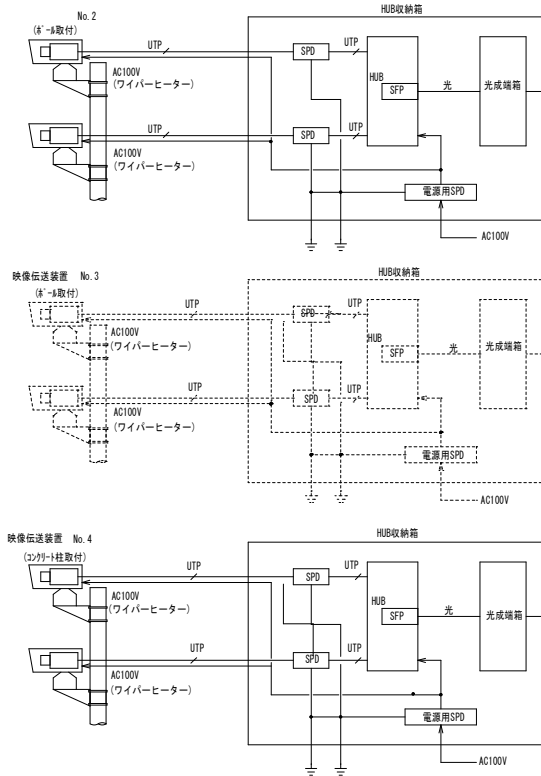 No.2
(ﾎﾟｰﾙ取付)
HUB収納箱
UTP
SPD
UTP
AC100V
(ワイパーヒーター)
HUB
SFP
光
光成端箱
UTP
SPD
UTP
AC100V
(ワイパーヒーター)
電源用SPD
AC100V
映像伝送装置 No.3
(ﾎﾟｰﾙ取付)
HUB収納箱
UTP
SPD
UTP
AC100V
(ワイパーヒーター)
HUB
SFP
光
光成端箱
UTP
SPD
UTP
AC100V
(ワイパーヒーター)
電源用SPD
AC100V
映像伝送装置 No.4
(ｺﾝｸﾘｰﾄ柱取付)
HUB収納箱
UTP
SPD
UTP
AC100V
(ワイパーヒーター)
HUB
SFP
光
光成端箱
UTP
SPD
UTP
AC100V
(ワイパーヒーター)
電源用SPD
AC100V